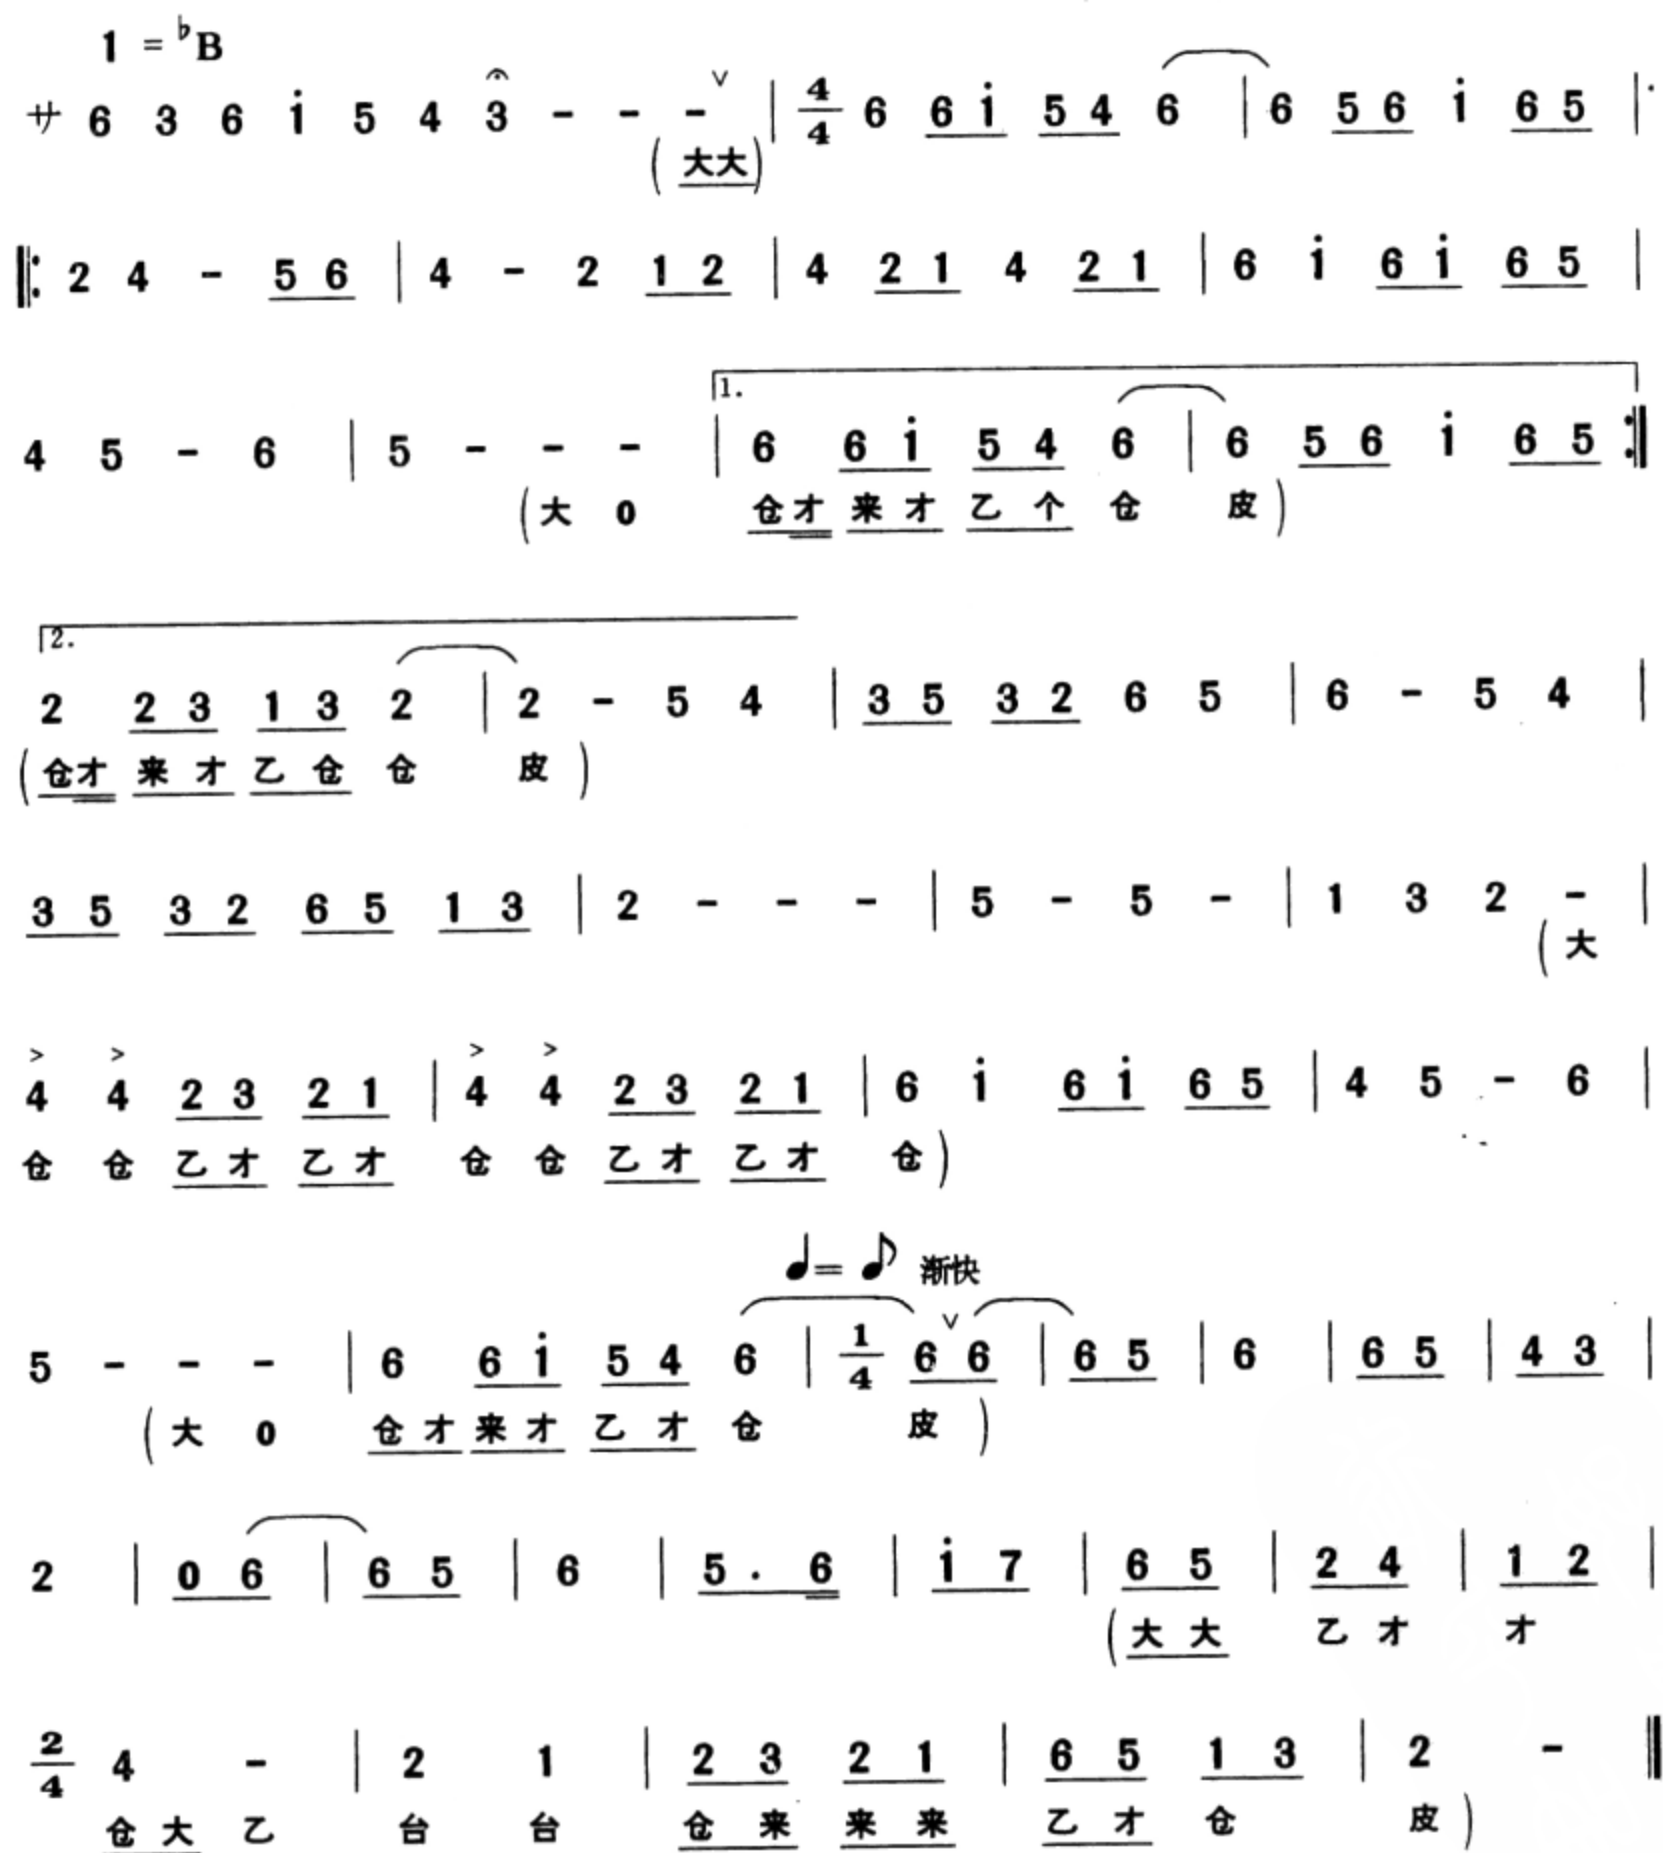 1 = ♭B
サ 6 3 6 i 5 4 3 - - - ∨ | 4/4 6 6 i 5 4 6 | 6 5 6 i 6 5 |
( 大大 )
‖: 2 4 - 5 6 | 4 - 2 1 2 | 4 2 1 4 2 1 | 6 i 6 i 6 5 |
1.
4 5 - 6 | 5 - - - | 6 6 i 5 4 6 | 6 5 6 i 6 5 :‖
( 大 0 仓才 来才 乙个 仓 皮 )
2.
2 2 3 1 3 2 | 2 - 5 4 | 3 5 3 2 6 5 | 6 - 5 4 |
( 仓才 来才 乙仓 仓 皮 )
3 5 3 2 6 5 1 3 | 2 - - - | 5 - 5 - | 1 3 2 - |
( 大
> > > >
4 4 2 3 2 1 | 4 4 2 3 2 1 | 6 i 6 i 6 5 | 4 5 - 6 |
仓 仓 乙才 乙才 仓 仓 乙才 乙才 仓 )
♩= ♪ 渐快
5 - - - | 6 6 i 5 4 6 | 1/4 6 ∨ 6 | 6 5 | 6 | 6 5 | 4 3 |
( 大 0 仓才 来才 乙才 仓 皮 )
2 | 0 6 | 6 5 | 6 | 5 . 6 | i 7 | 6 5 | 2 4 | 1 2 |
( 大大 乙才 才
2/4 4 - | 2 1 | 2 3 2 1 | 6 5 1 3 | 2 - ‖
仓大 乙 台 台 仓来 来来 乙才 仓 皮 )